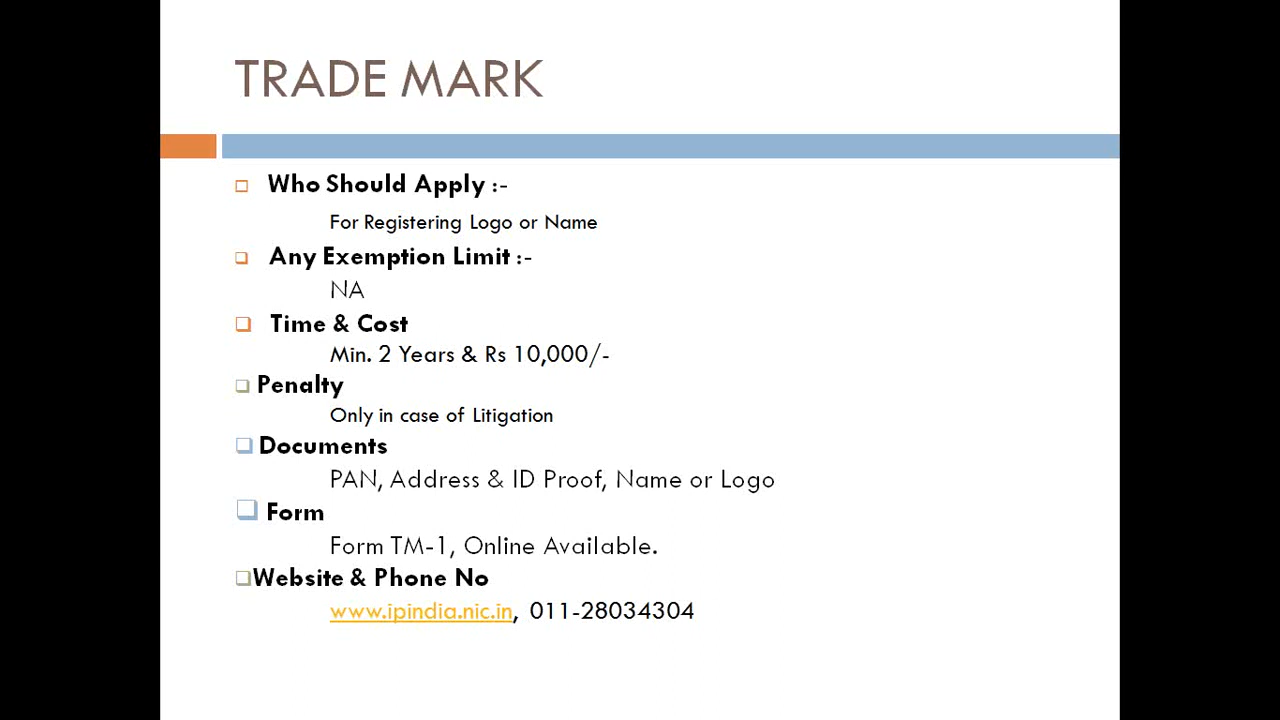 TRADE MARK
Who Should Apply :-
For Registering Logo or Name
Any Exemption Limit :-
NA
Time & Cost
Min. 2 Years & Rs 10,000/-
Penalty
Only in case of Litigation
Documents
PAN, Address & ID Proof, Name or Logo
Form
Form TM-1, Online Available.
Website & Phone No
www.ipindia.nic.in, 011-28034304